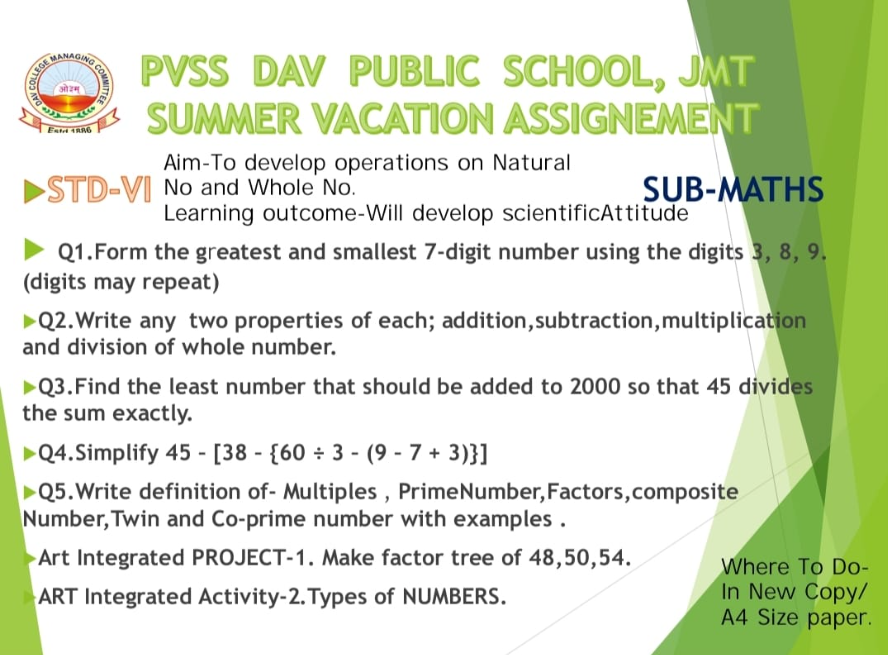 DAV COLLEGE MANAGING COMMITTEE
ओ३म्
Estd 1886
PVSS DAV PUBLIC SCHOOL, JMT
SUMMER VACATION ASSIGNEMENT
STD-VI
Aim-To develop operations on Natural
No and Whole No.
Learning outcome-Will develop scientificAttitude
SUB-MATHS
Q1.Form the greatest and smallest 7-digit number using the digits 3, 8, 9.
(digits may repeat)
Q2.Write any two properties of each; addition,subtraction,multiplication
and division of whole number.
Q3.Find the least number that should be added to 2000 so that 45 divides
the sum exactly.
Q4.Simplify 45 - [38 - {60 ÷ 3 - (9 - 7 + 3)}]
Q5.Write definition of- Multiples , PrimeNumber,Factors,composite
Number,Twin and Co-prime number with examples .
Art Integrated PROJECT-1. Make factor tree of 48,50,54.
ART Integrated Activity-2.Types of NUMBERS.
Where To Do-
In New Copy/
A4 Size paper.